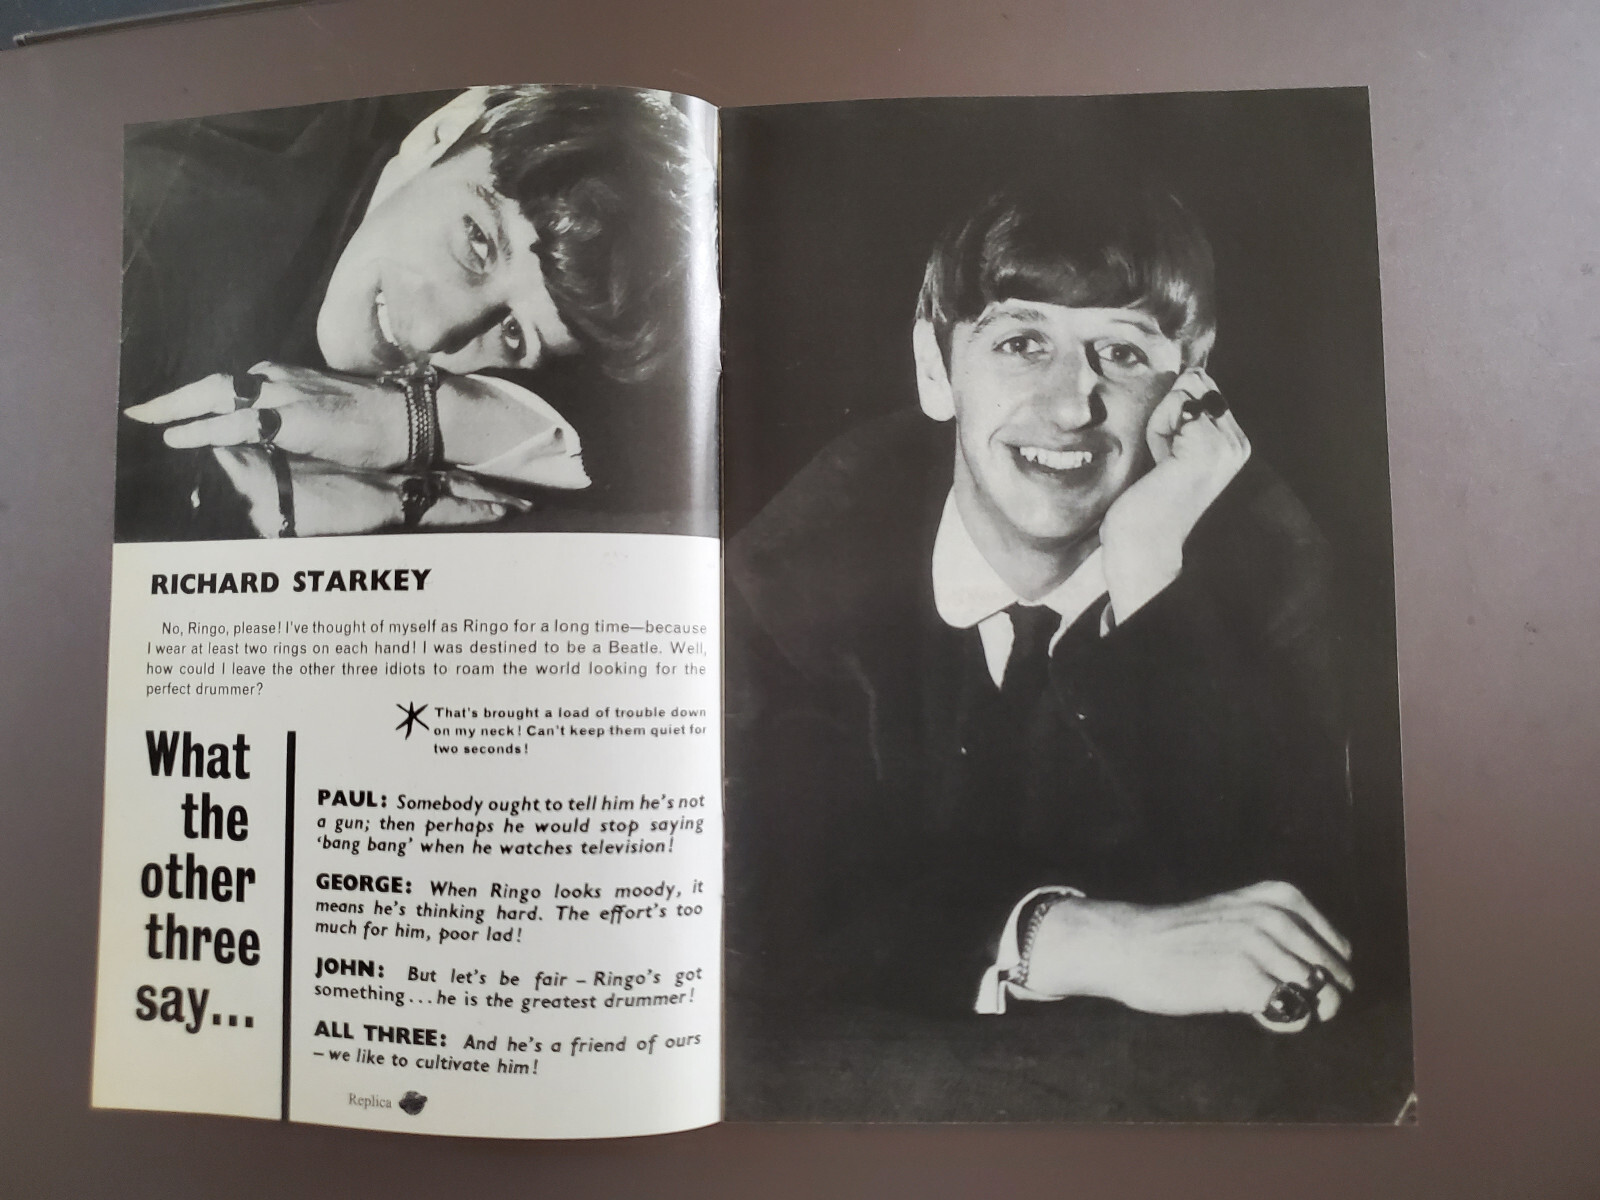 RICHARD STARKEY
No, Ringo, please! I've thought of myself as Ringo for a long time—because
I wear at least two rings on each hand! I was destined to be a Beatle. Well,
how could I leave the other three idiots to roam the world looking for the
perfect drummer?
That's brought a load of trouble down
on my neck! Can't keep them quiet for
two seconds!
What
the
other
three
say...
PAUL: Somebody ought to tell him he's not
a gun; then perhaps he would stop saying
'bang bang' when he watches television!
GEORGE: When Ringo looks moody, it
means he's thinking hard. The effort's too
much for him, poor lad!
JOHN: But let's be fair – Ringo's got
something...he is the greatest drummer!
ALL THREE: And he's a friend of ours
– we like to cultivate him!
Replica